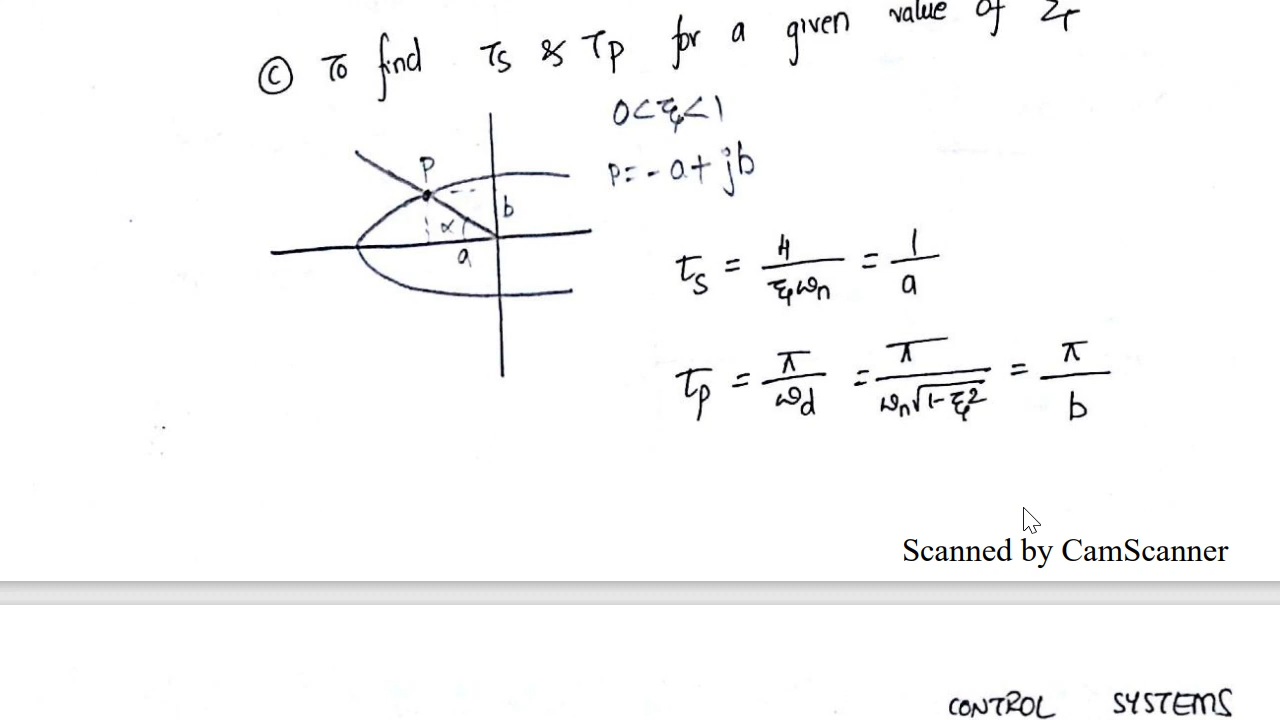 © To find Ts & Tp for a given value of ξ
0<ξ<1
P = -a + jb
P
b
α
a
Ts = 4/ξωn = 1/a
Tp = π/ωd = π/ωn√1-ξ² = π/b
Scanned by CamScanner
CONTROL SYSTEMS